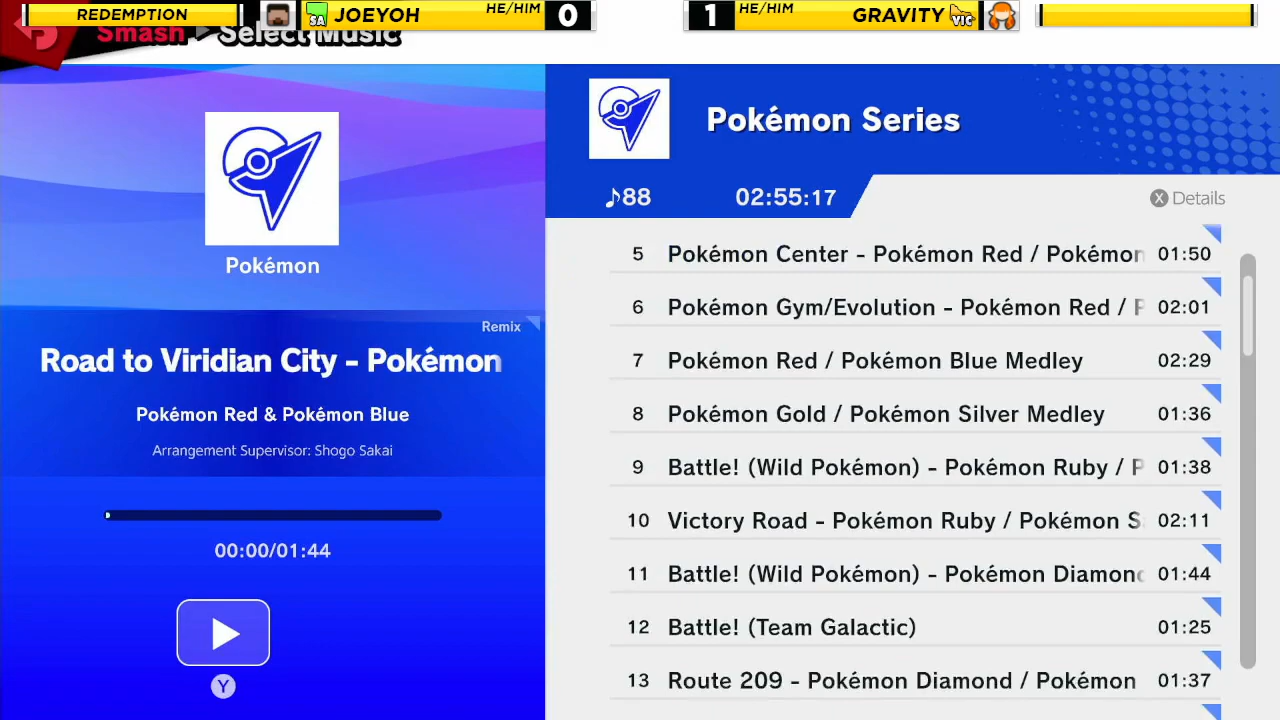 REDEMPTION
SA JOEYOH HE/HIM 0
1 HE/HIM GRAVITY VIC
Smash Select Music
Pokémon
Remix
Road to Viridian City - Pokémon
Pokémon Red & Pokémon Blue
Arrangement Supervisor: Shogo Sakai
00:00/01:44
Y
Pokémon Series
♪88 02:55:17
X Details
5 Pokémon Center - Pokémon Red / Pokémon 01:50
6 Pokémon Gym/Evolution - Pokémon Red / P 02:01
7 Pokémon Red / Pokémon Blue Medley 02:29
8 Pokémon Gold / Pokémon Silver Medley 01:36
9 Battle! (Wild Pokémon) - Pokémon Ruby / P 01:38
10 Victory Road - Pokémon Ruby / Pokémon S 02:11
11 Battle! (Wild Pokémon) - Pokémon Diamond 01:44
12 Battle! (Team Galactic) 01:25
13 Route 209 - Pokémon Diamond / Pokémon 01:37